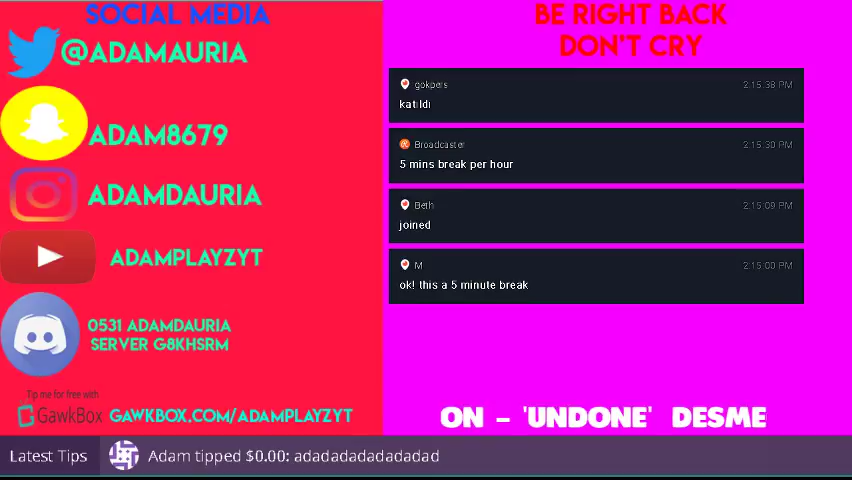 SOCIAL MEDIA
@ADAMAURIA
ADAM8679
ADAMDAURIA
ADAMPLAYZYT
0531 ADAMDAURIA
SERVER G8KHSRM
Tip me for free with
GawkBox
GAWKBOX.COM/ADAMPLAYZYT
BE RIGHT BACK
DON'T CRY
gokpers 2:15:38 PM
katıldı
Broadcaster 2:15:30 PM
5 mins break per hour
Beth 2:15:09 PM
joined
M 2:15:00 PM
ok! this a 5 minute break
ON - 'UNDONE' DESME
Latest Tips
Adam tipped $0.00: adadadadadadadad